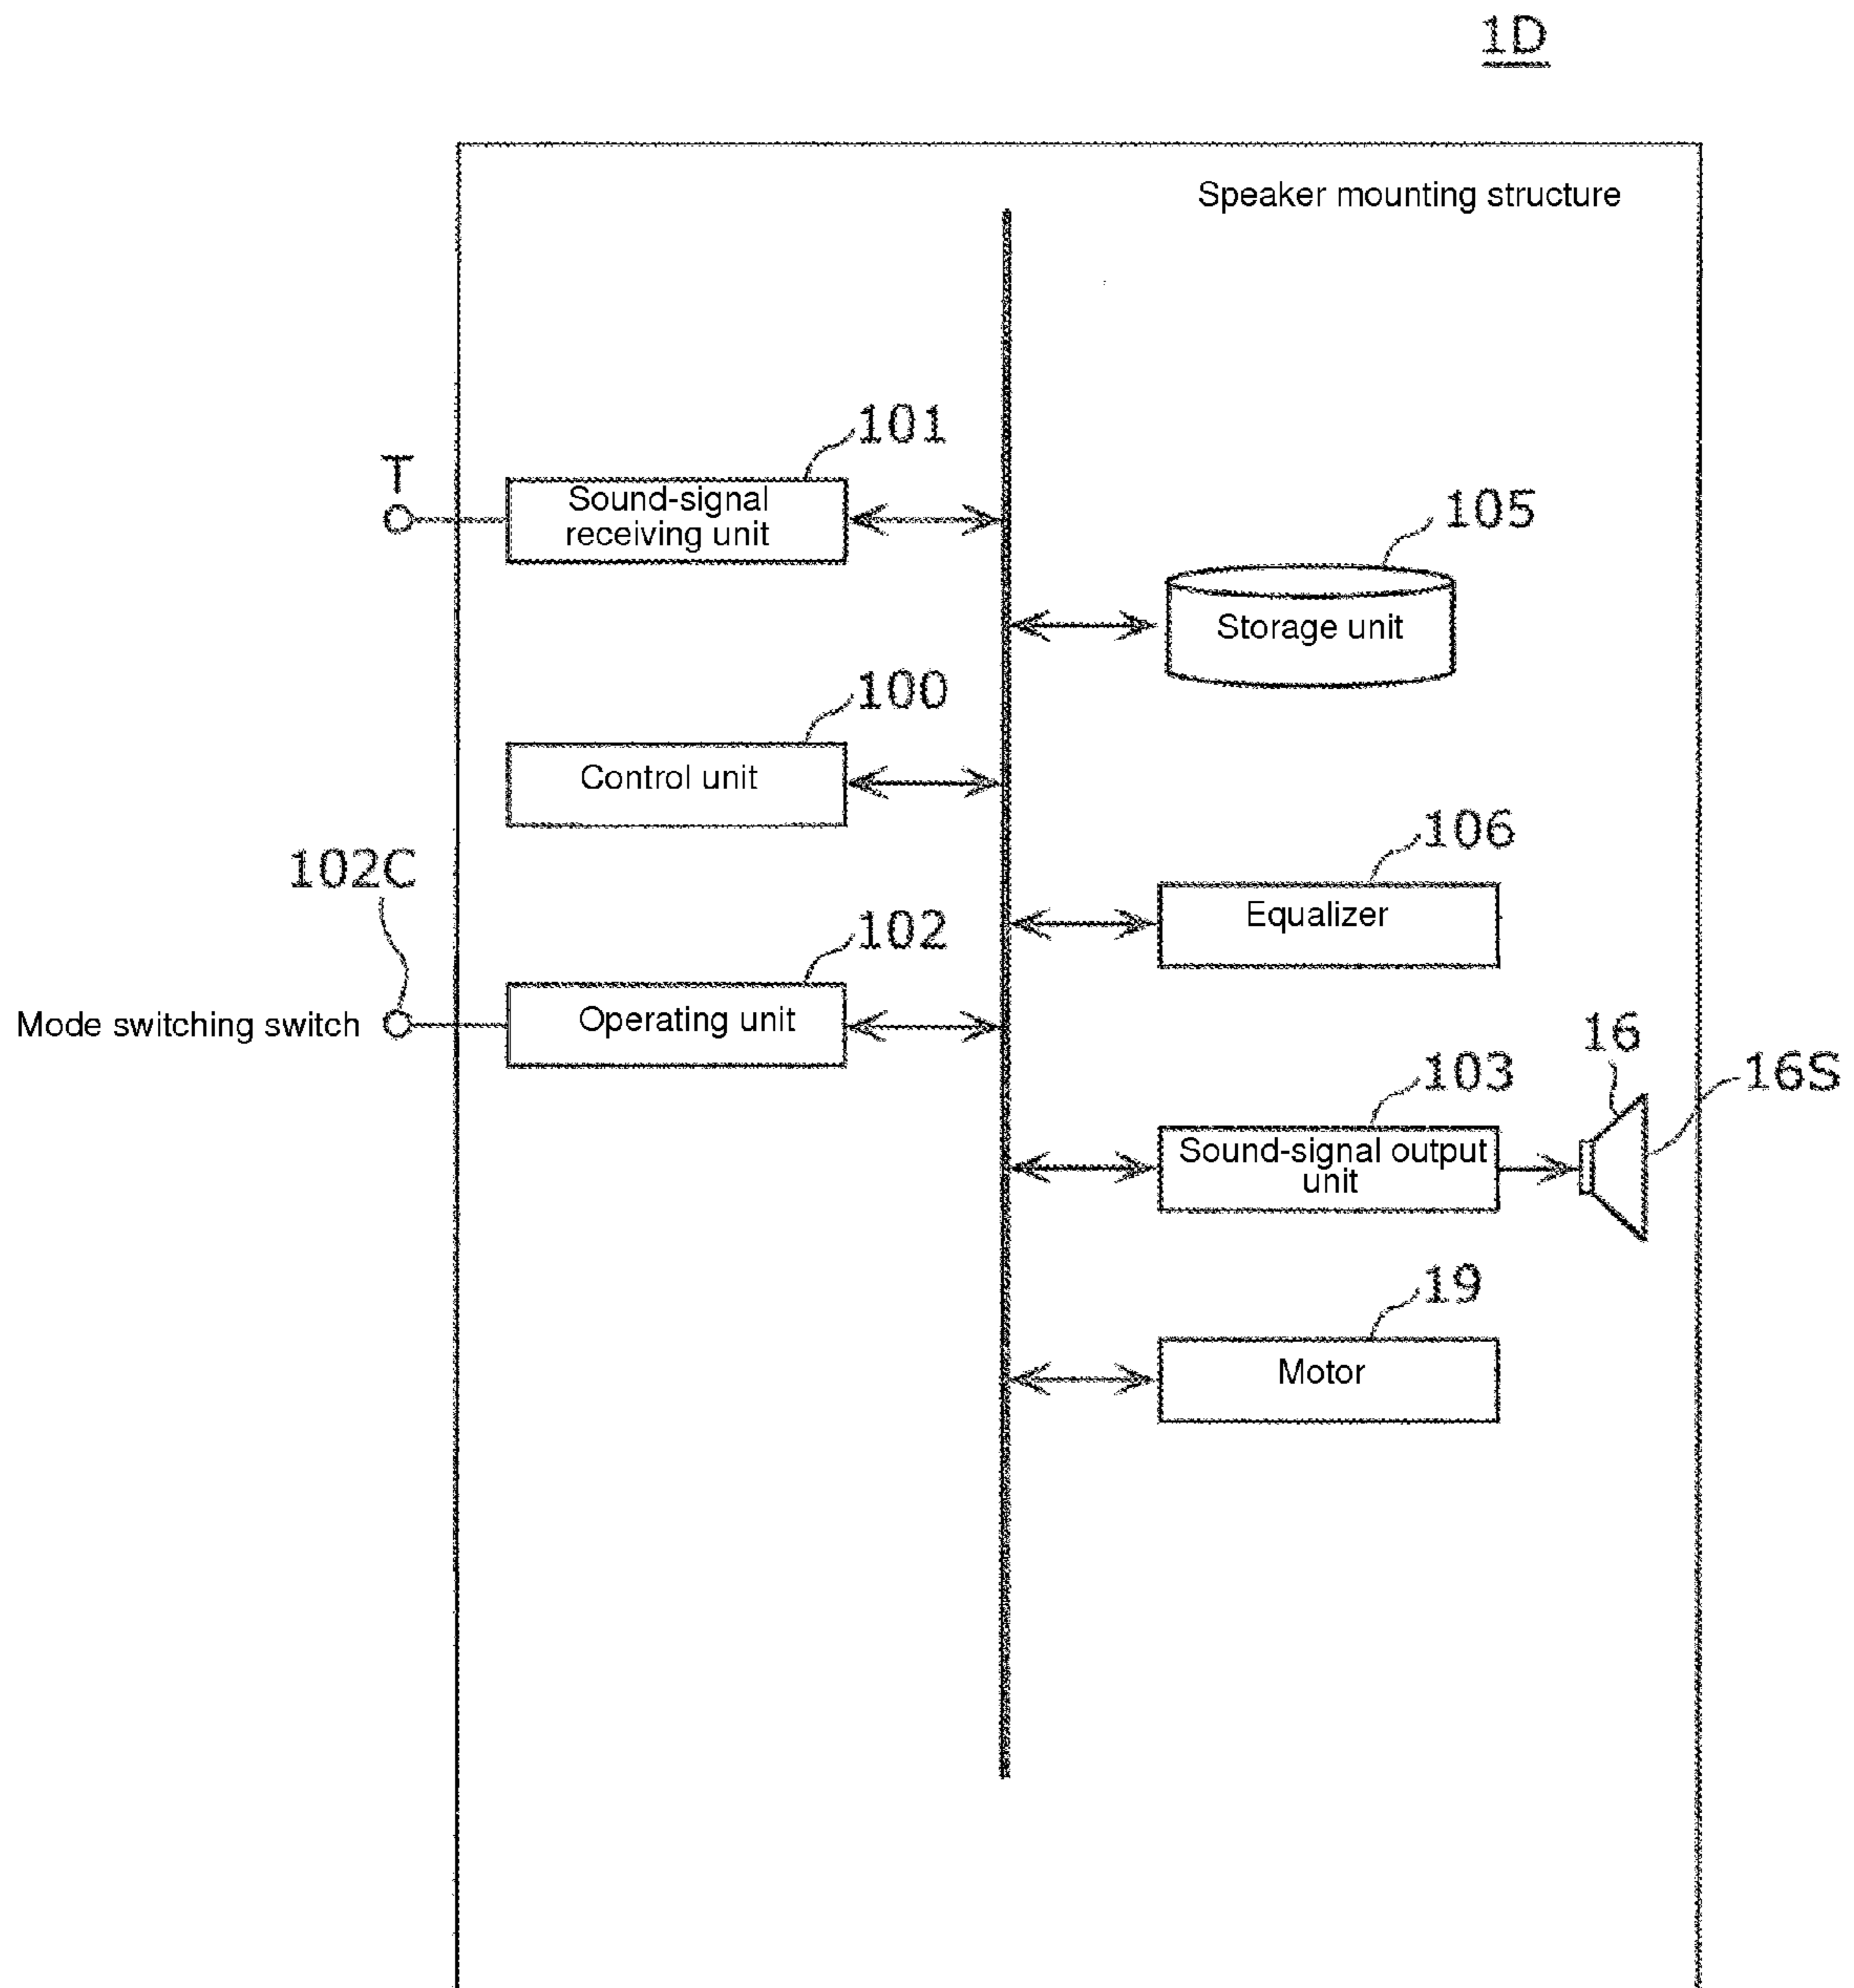 1D
Speaker mounting structure
101
T
Sound-signal
receiving unit
105
Storage unit
100
Control unit
106
102C
Equalizer
102
Mode switching switch
Operating unit
16
103
16S
Sound-signal output
unit
19
Motor